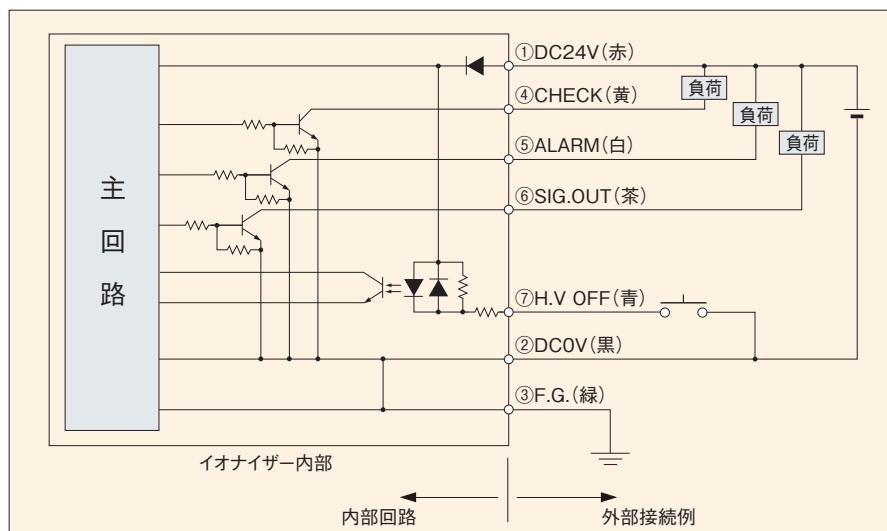 ①DC24V(赤)
④CHECK(黄)
負荷
負荷
負荷
⑤ALARM(白)
⑥SIG.OUT(茶)
主回路
⑦H.V OFF(青)
②DC0V(黒)
③F.G.(緑)
イオナイザー内部
内部回路
外部接続例